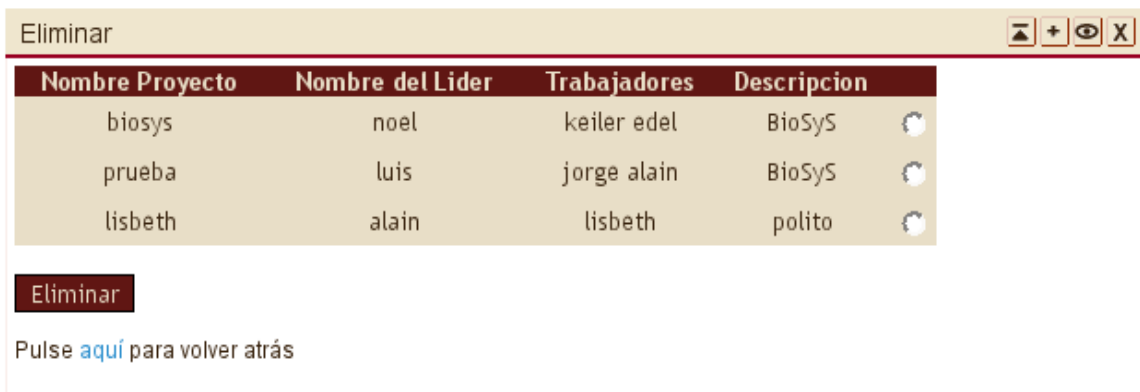 Eliminar
Nombre Proyecto Nombre del Lider Trabajadores Descripcion
biosys noel keiler edel BioSyS
prueba luis jorge alain BioSyS
lisbeth alain lisbeth polito
Eliminar
Pulse aquí para volver atrás